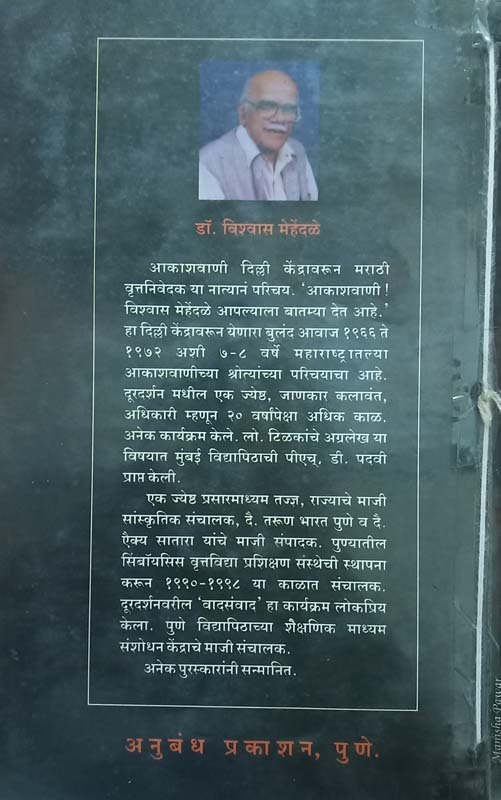 डॉ. विश्वास मेहेंदळे
आकाशवाणी दिल्ली केंद्रावरून मराठी
वृत्तनिवेदक या नात्यानं परिचय. ‘आकाशवाणी !
विश्वास मेहेंदळे आपल्याला बातम्या देत आहे.’
हा दिल्ली केंद्रावरून येणारा बुलंद आवाज १९६६ ते
१९७२ अशी ७-८ वर्षे महाराष्ट्रातल्या
आकाशवाणीच्या श्रोत्यांच्या परिचयाचा आहे.
दूरदर्शन मधील एक ज्येष्ठ, जाणकार कलावंत,
अधिकारी म्हणून २० वर्षांपेक्षा अधिक काळ.
अनेक कार्यक्रम केले. लो. टिळकांचे अग्रलेख या
विषयात मुंबई विद्यापिठाची पीएच्. डी. पदवी
प्राप्त केली.
एक ज्येष्ठ प्रसारमाध्यम तज्ज्ञ, राज्याचे माजी
सांस्कृतिक संचालक, दै. तरूण भारत पुणे व दै.
ऐक्य सातारा यांचे माजी संपादक. पुण्यातील
सिंबॉयसिस वृत्तविद्या प्रशिक्षण संस्थेची स्थापना
करून १९९०-१९९८ या काळात संचालक.
दूरदर्शनवरील ‘वादसंवाद’ हा कार्यक्रम लोकप्रिय
केला. पुणे विद्यापिठाच्या शैक्षणिक माध्यम
संशोधन केंद्राचे माजी संचालक.
अनेक पुरस्कारांनी सन्मानित.
अनुबंध प्रकाशन, पुणे.
Manisha Pawar